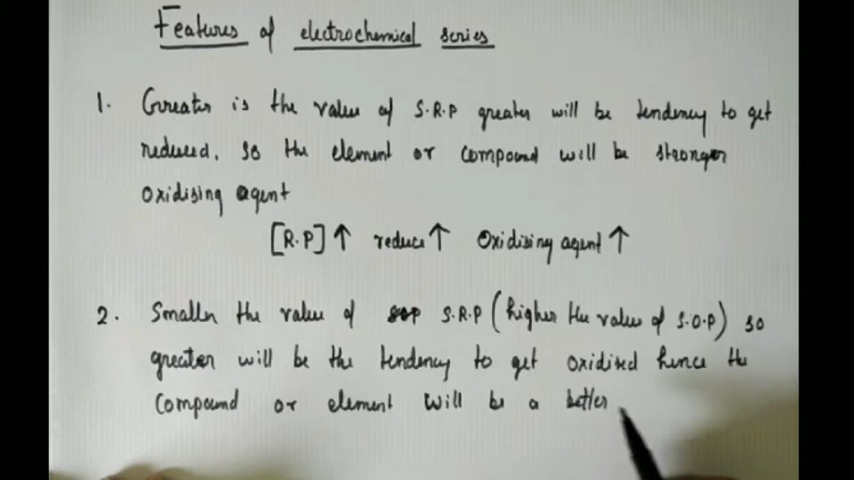 Features of electrochemical series
1. Greater is the value of S.R.P greater will be tendency to get
reduced, so the element or compound will be stronger
oxidising agent
[R.P]↑ reduce↑ Oxidising agent↑
2. Smaller the value of S.R.P (higher the value of S.O.P) so
greater will be the tendency to get oxidised hence the
compound or element will be a better